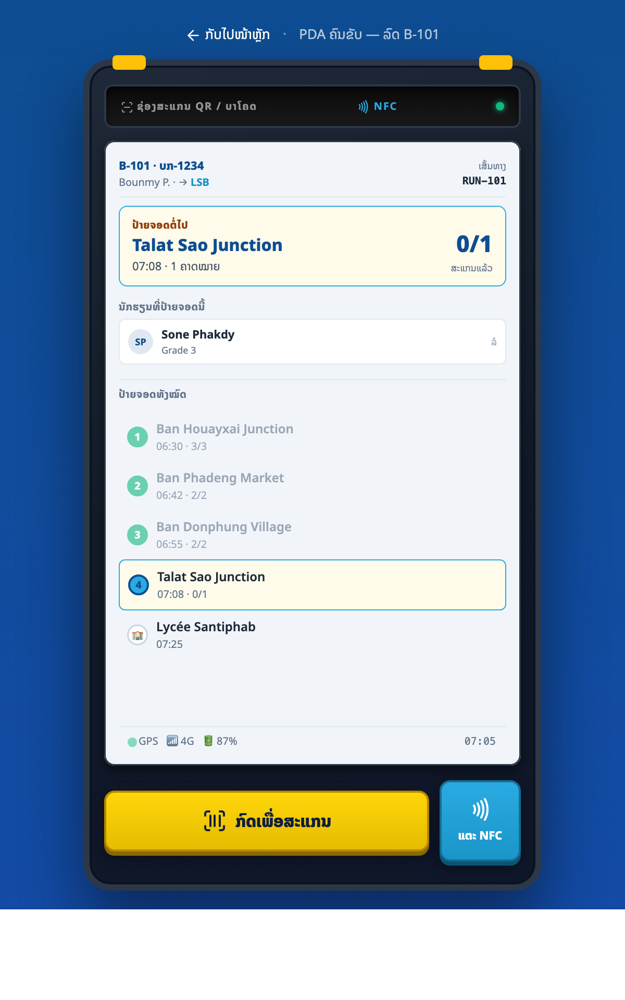 ← ກັບໄປໜ້າຫຼັກ · PDA ຄົນຂັບ — ລົດ B-101
ຊ່ອງສະແກນ QR / ບາໂຄດ
NFC
B-101 · ບກ-1234
Bounmy P. · → LSB
ເສັ້ນທາງ
RUN-101
ປ້າຍຈອດຕໍ່ໄປ
Talat Sao Junction
07:08 · 1 ຄາດໝາຍ
0/1
ສະແກນແລ້ວ
ນັກຮຽນທີ່ປ້າຍຈອດນີ້
SP
Sone Phakdy
Grade 3
ລໍ
ປ້າຍຈອດທັງໝົດ
1
Ban Houayxai Junction
06:30 · 3/3
2
Ban Phadeng Market
06:42 · 2/2
3
Ban Donphung Village
06:55 · 2/2
4
Talat Sao Junction
07:08 · 0/1
Lycée Santiphab
07:25
GPS 4G 87% 07:05
ກົດເພື່ອສະແກນ
ແຕະ NFC